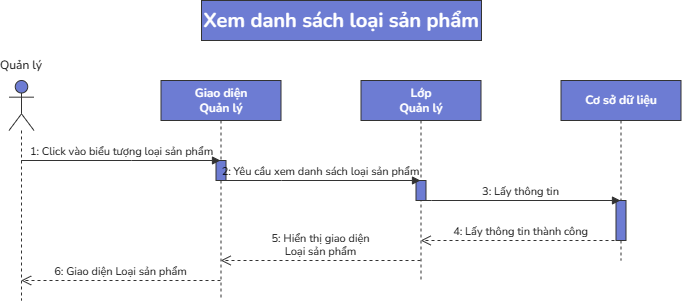 Xem danh sách loại sản phẩm
Quản lý
Giao diện
Quản lý
Lớp
Quản lý
Cơ sở dữ liệu
1: Click vào biểu tượng loại sản phẩm
2: Yêu cầu xem danh sách loại sản phẩm
3: Lấy thông tin
4: Lấy thông tin thành công
5: Hiển thị giao diện
Loại sản phẩm
6: Giao diện Loại sản phẩm